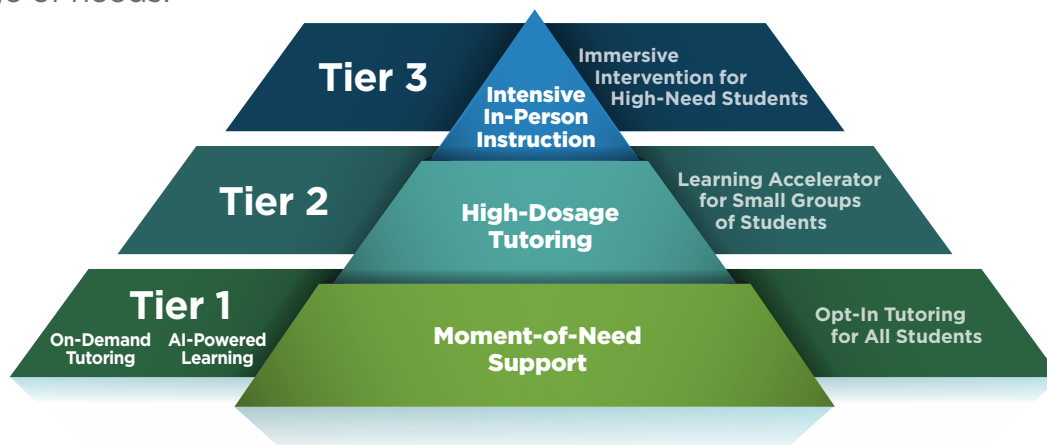 of needs.
Tier 3
Intensive
In-Person
Instruction
Immersive
Intervention for
High-Need Students
Tier 2
High-Dosage
Tutoring
Learning Accelerator
for Small Groups
of Students
Tier 1
On-Demand
Tutoring
AI-Powered
Learning
Moment-of-Need
Support
Opt-In Tutoring
for All Students